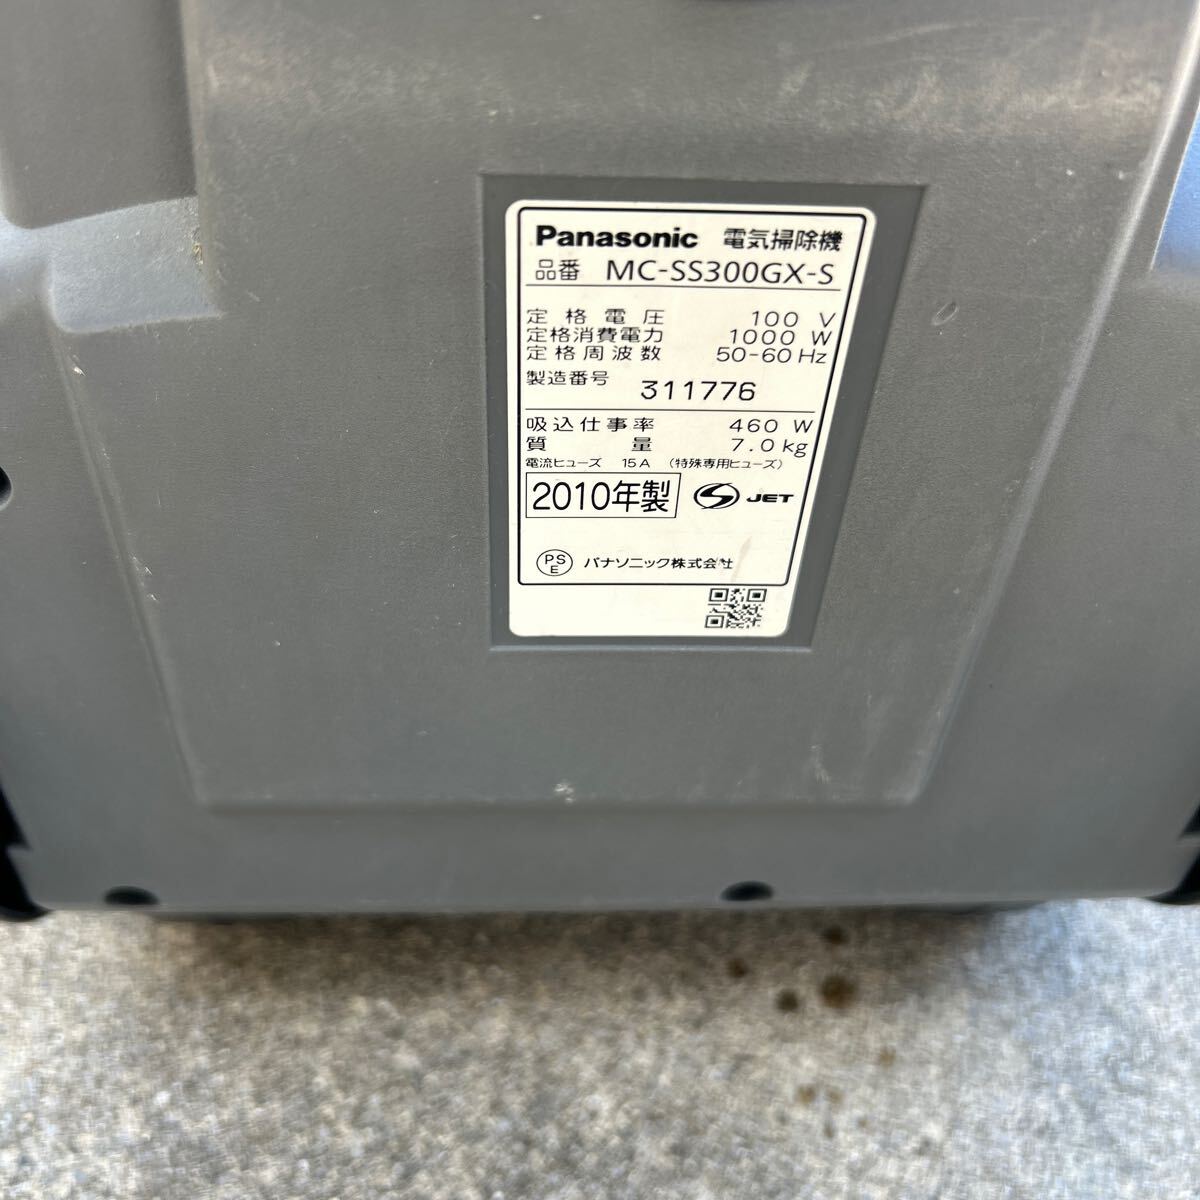 Panasonic 電気掃除機
品番 MC-SS300GX-S
定格電圧 100 V
定格消費電力 1000 W
定格周波数 50-60 Hz
製造番号 311776
吸込仕事率 460 W
質量 7.0 kg
電流ヒューズ 15A (特殊専用ヒューズ)
2010年製 S JET
PS E パナソニック株式会社